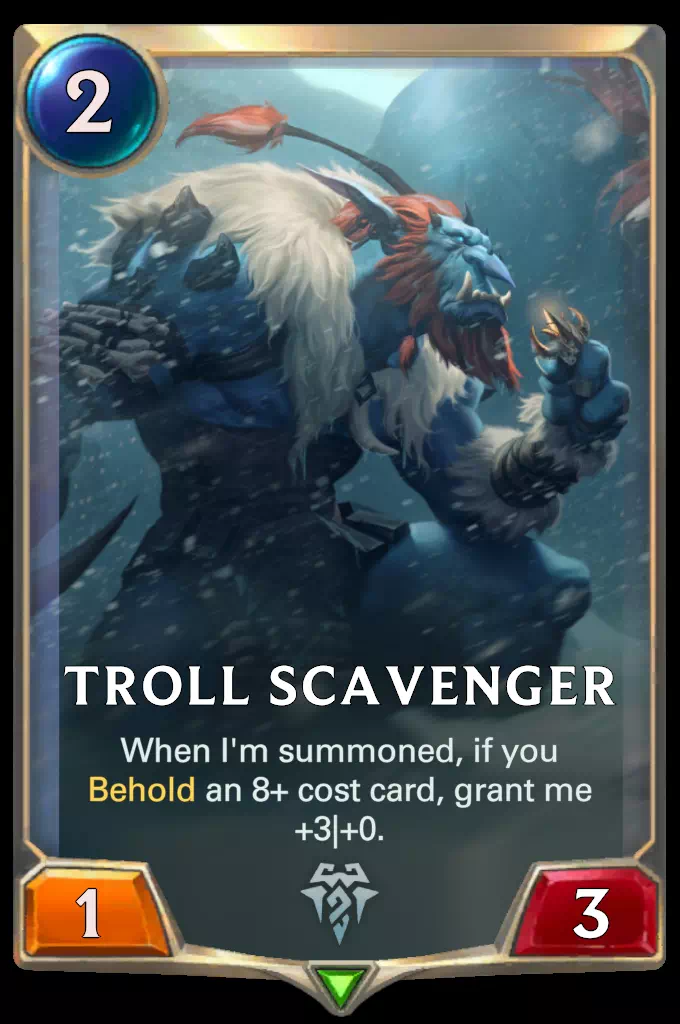 2
TROLL SCAVENGER
When I'm summoned, if you
Behold an 8+ cost card, grant me
+3|+0.
1
3